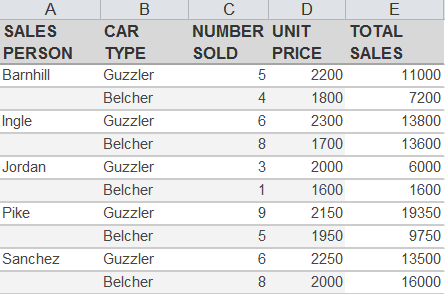 A B C D E
SALES PERSON CAR TYPE NUMBER SOLD UNIT PRICE TOTAL SALES
Barnhill Guzzler 5 2200 11000
Belcher 4 1800 7200
Ingle Guzzler 6 2300 13800
Belcher 8 1700 13600
Jordan Guzzler 3 2000 6000
Belcher 1 1600 1600
Pike Guzzler 9 2150 19350
Belcher 5 1950 9750
Sanchez Guzzler 6 2250 13500
Belcher 8 2000 16000